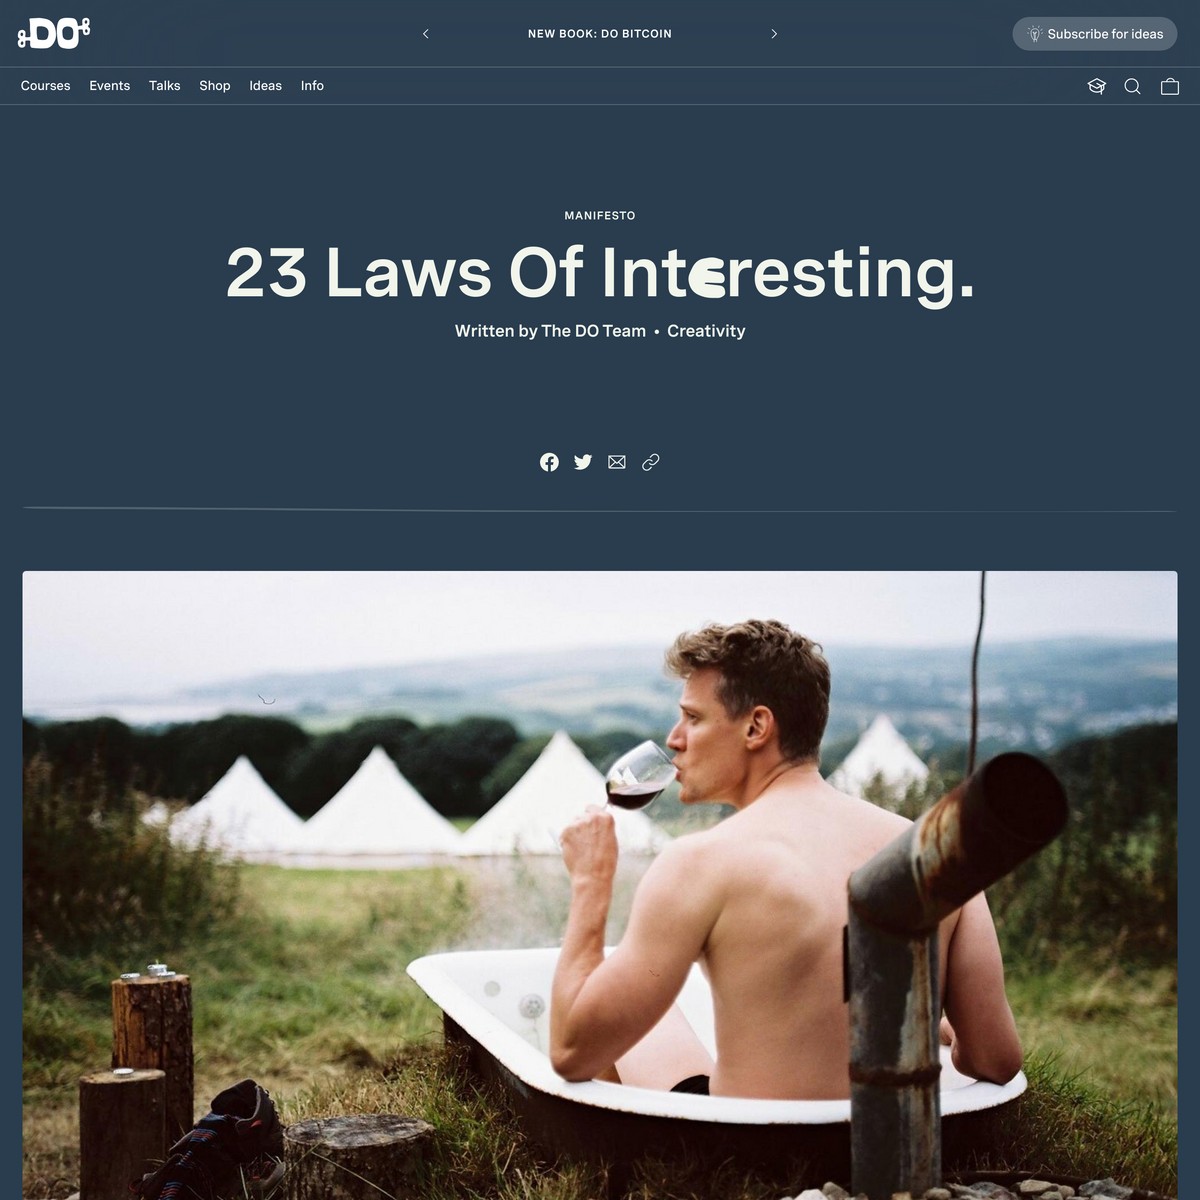 DO
NEW BOOK: DO BITCOIN
Subscribe for ideas
Courses
Events
Talks
Shop
Ideas
Info
MANIFESTO
23 Laws Of Interesting.
Written by The DO Team • Creativity